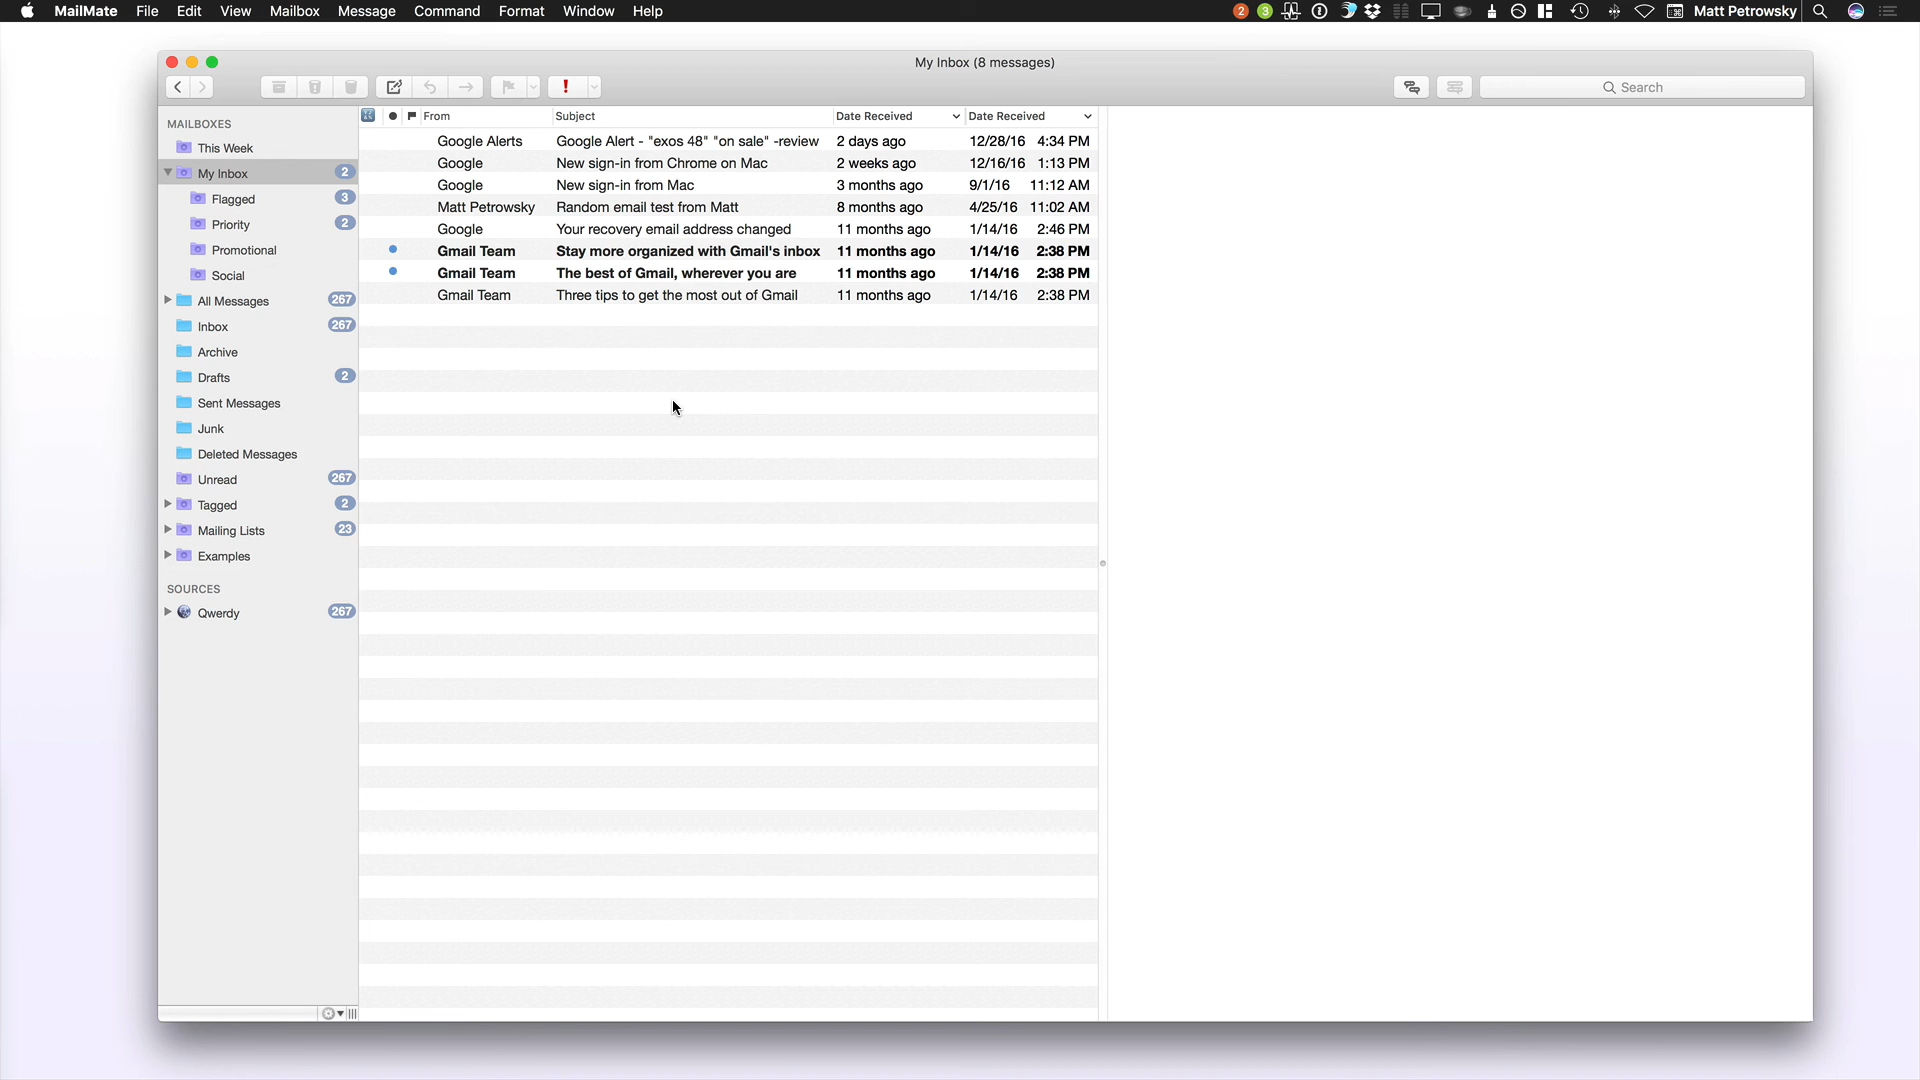 MailMate File Edit View Mailbox Message Command Format Window Help 2 3 Matt Petrowsky
My Inbox (8 messages)
! Search
MAILBOXES
This Week
My Inbox 2
Flagged 3
Priority 2
Promotional
Social
All Messages 267
Inbox 267
Archive
Drafts 2
Sent Messages
Junk
Deleted Messages
Unread 267
Tagged 2
Mailing Lists 23
Examples
SOURCES
Qwerdy 267
From Subject Date Received Date Received
Google Alerts Google Alert - "exos 48" "on sale" -review 2 days ago 12/28/16 4:34 PM
Google New sign-in from Chrome on Mac 2 weeks ago 12/16/16 1:13 PM
Google New sign-in from Mac 3 months ago 9/1/16 11:12 AM
Matt Petrowsky Random email test from Matt 8 months ago 4/25/16 11:02 AM
Google Your recovery email address changed 11 months ago 1/14/16 2:46 PM
Gmail Team Stay more organized with Gmail's inbox 11 months ago 1/14/16 2:38 PM
Gmail Team The best of Gmail, wherever you are 11 months ago 1/14/16 2:38 PM
Gmail Team Three tips to get the most out of Gmail 11 months ago 1/14/16 2:38 PM